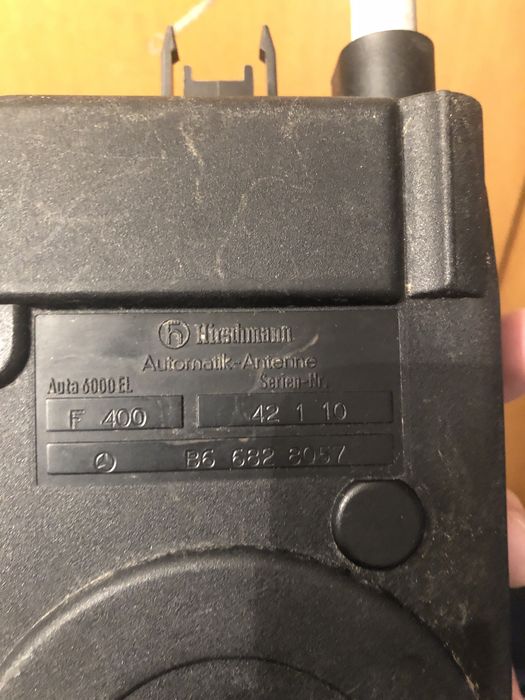 Hirschmann
Automatik-Antenne
Auta 6000 EL Serien-Nr.
F 400 42 1 10
B6 682 8057